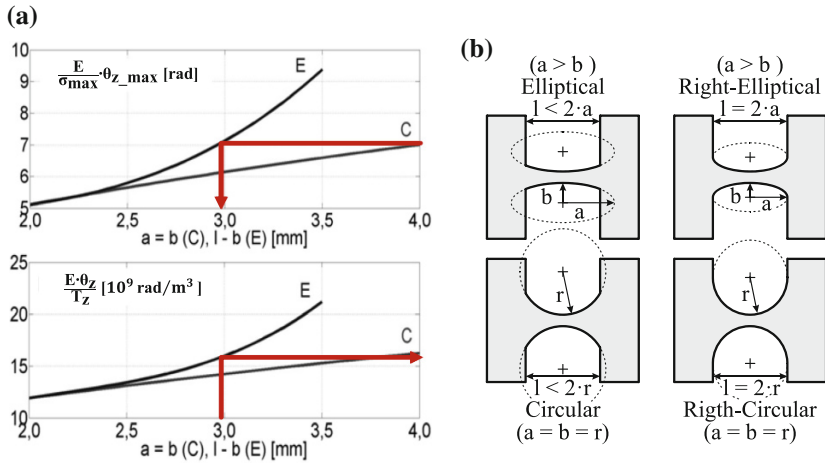 (a)
10
9
8
7
6
5
E/σmax·θz_max [rad]
E
C
2,0 2,5 3,0 3,5 4,0
a = b (C), l - b (E) [mm]
25
20
15
10
E·θz/Tz [10⁹ rad/m³]
E
C
2,0 2,5 3,0 3,5 4,0
a = b (C), l - b (E) [mm]
(b)
(a > b )
Elliptical
l < 2·a
b
a
(a > b)
Right-Elliptical
l = 2·a
b
a
r
l < 2·r
Circular
(a = b = r)
r
l = 2·r
Rigth-Circular
(a = b = r)